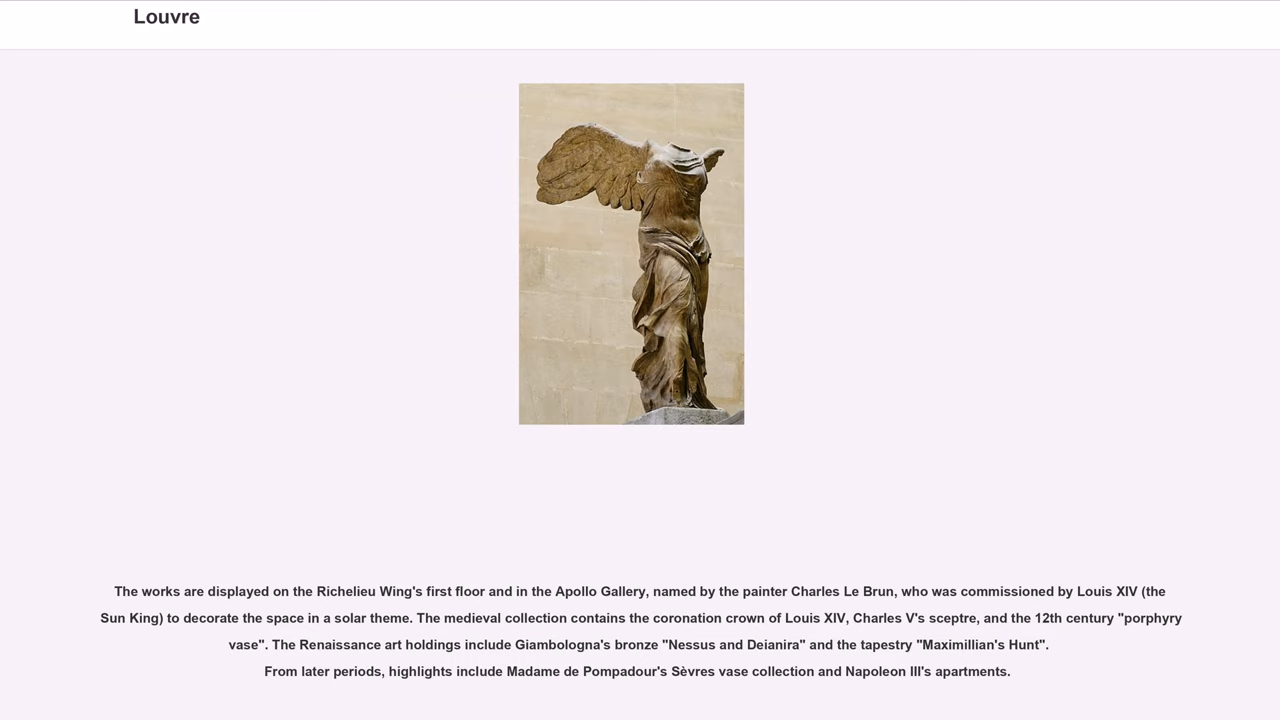 Louvre
The works are displayed on the Richelieu Wing's first floor and in the Apollo Gallery, named by the painter Charles Le Brun, who was commissioned by Louis XIV (the
Sun King) to decorate the space in a solar theme. The medieval collection contains the coronation crown of Louis XIV, Charles V's sceptre, and the 12th century "porphyry
vase". The Renaissance art holdings include Giambologna's bronze "Nessus and Deianira" and the tapestry "Maximillian's Hunt".
From later periods, highlights include Madame de Pompadour's Sèvres vase collection and Napoleon III's apartments.